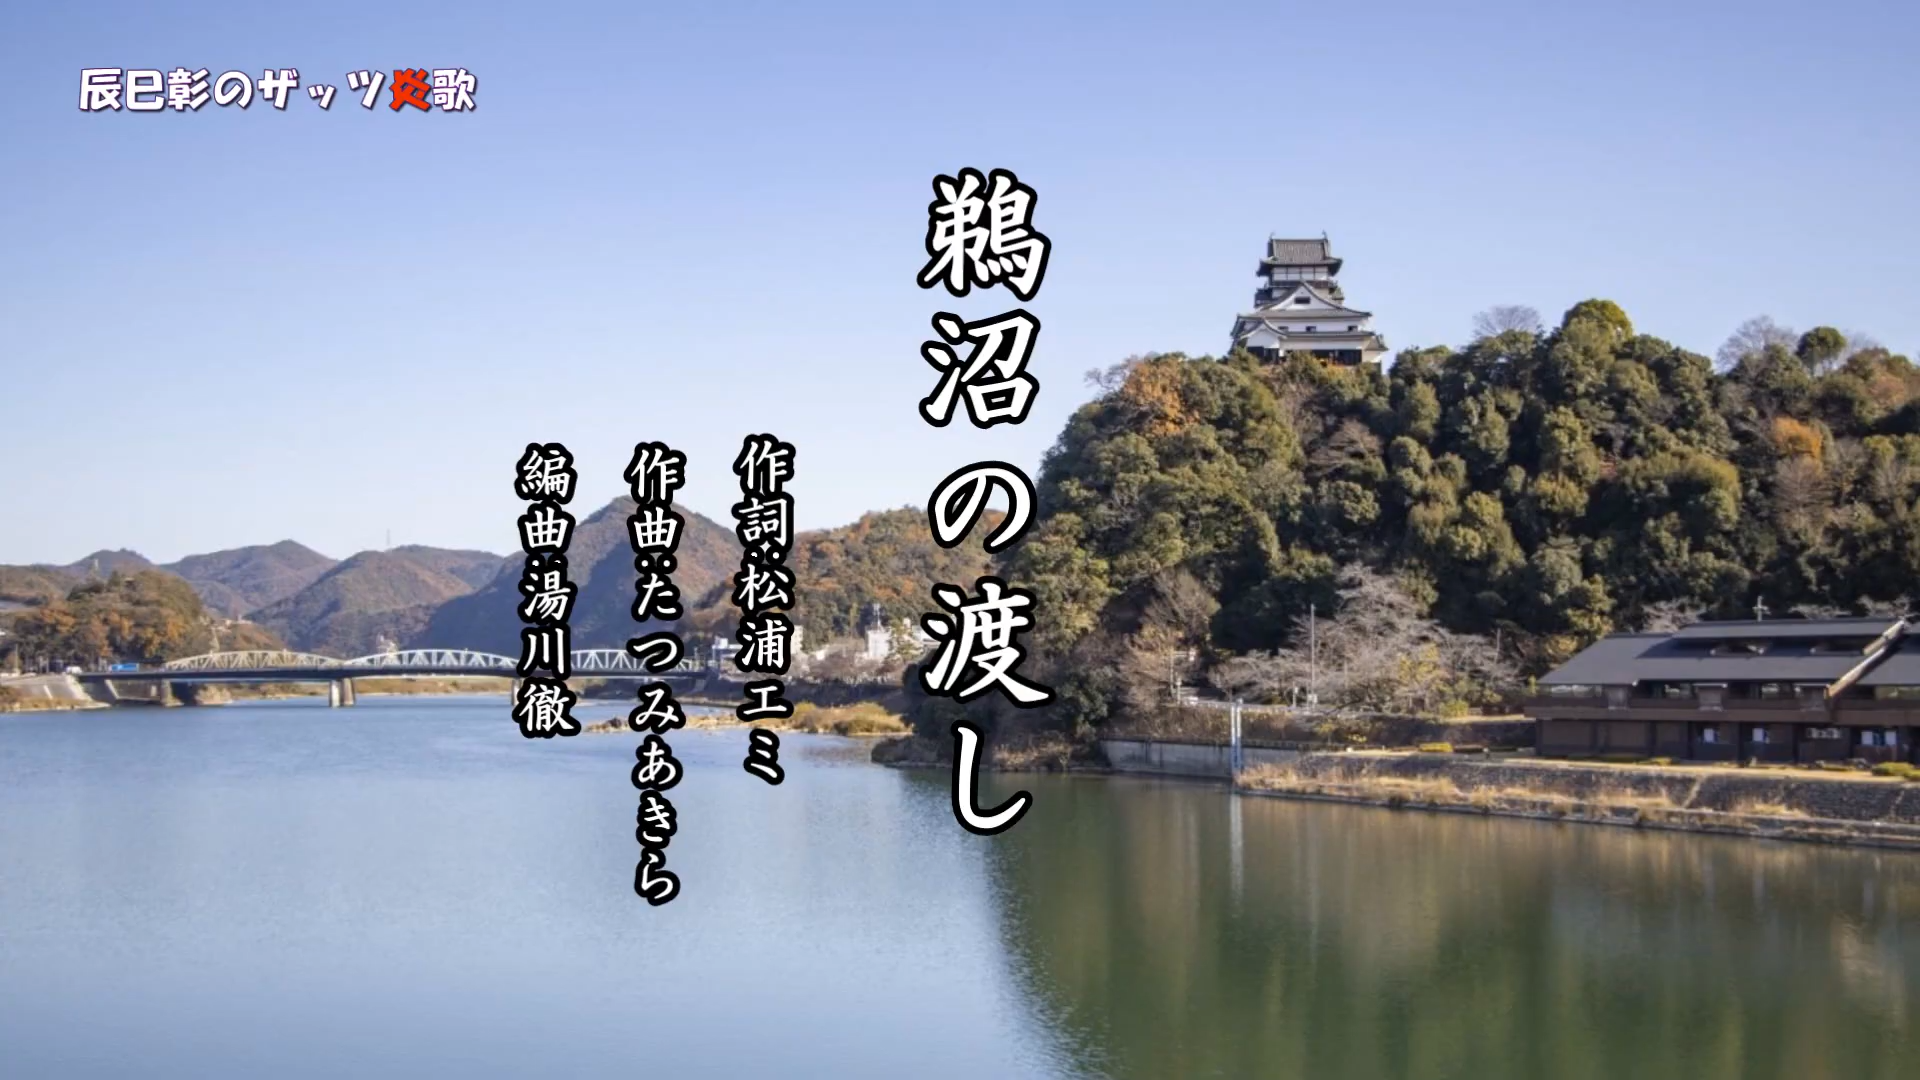 辰巳彰のザッツ炎歌
鵜沼の渡し
作詞：松浦エミ
作曲：たつみあきら
編曲：湯川徹